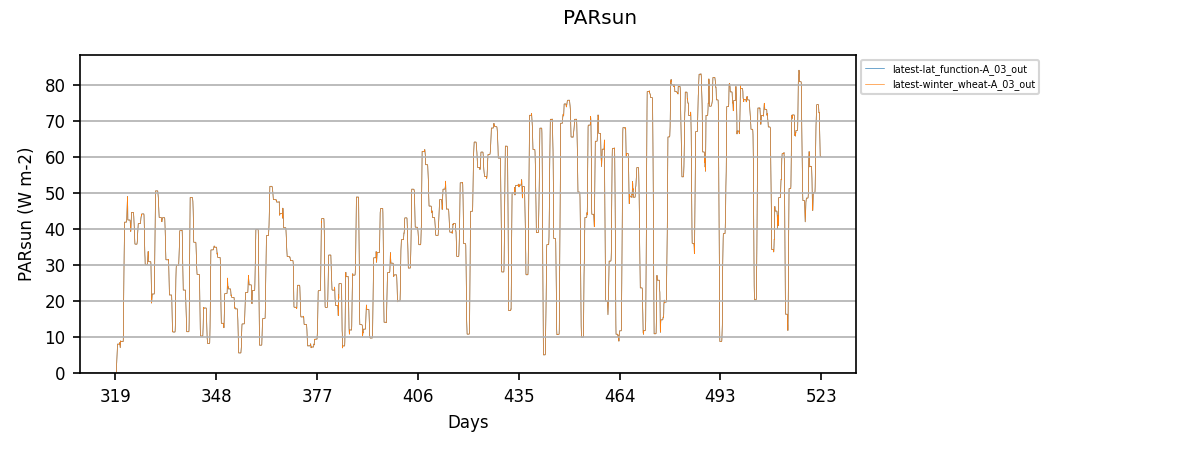 PARsun
latest-lat_function-A_03_out
latest-winter_wheat-A_03_out
PARsun (W m-2)
80
70
60
50
40
30
20
10
0
319 348 377 406 435 464 493 523
Days